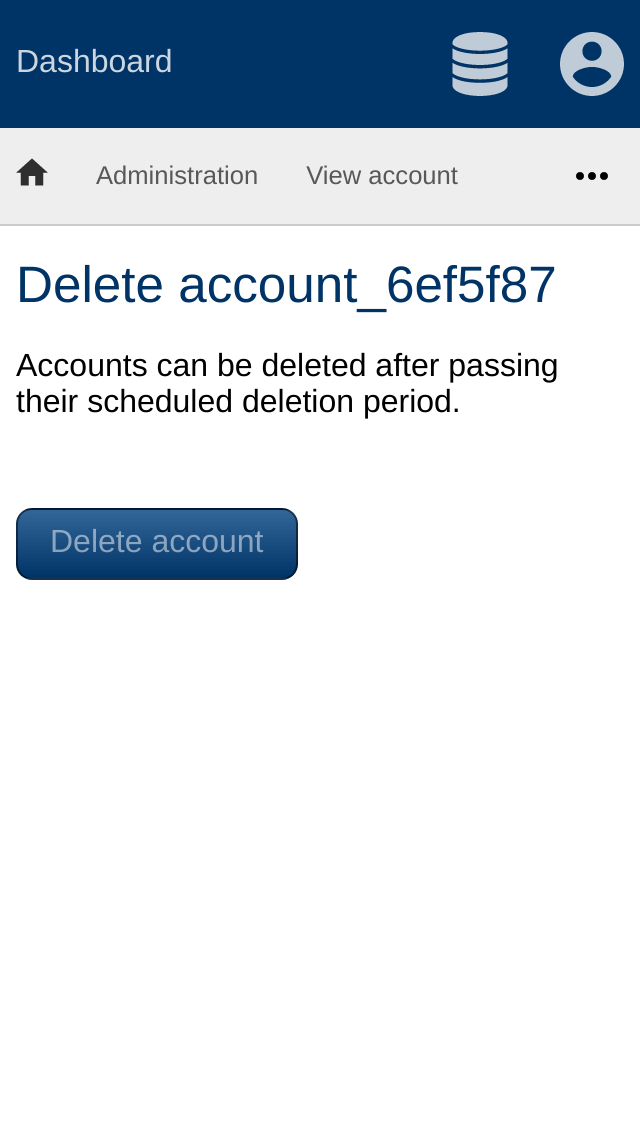 Dashboard
Administration View account
Delete account_6ef5f87
Accounts can be deleted after passing
their scheduled deletion period.
Delete account